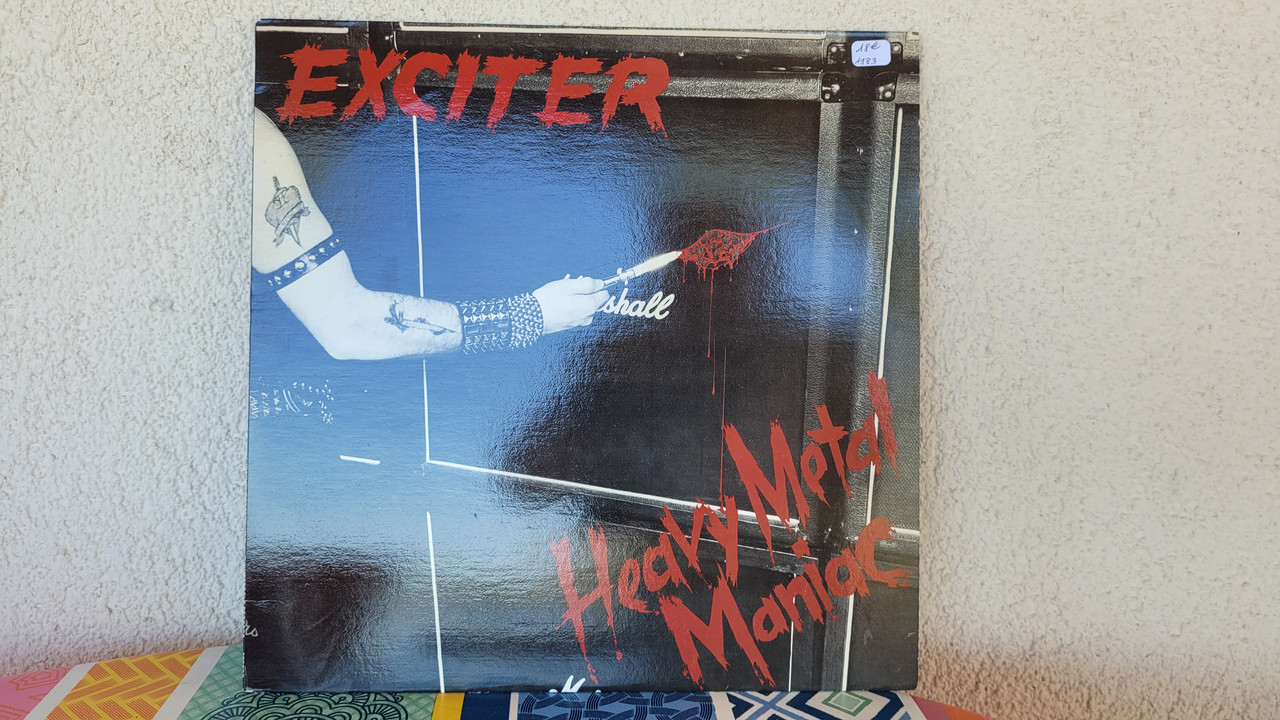 EXCITER
18€
1983
shall
Heavy Metal
Maniac